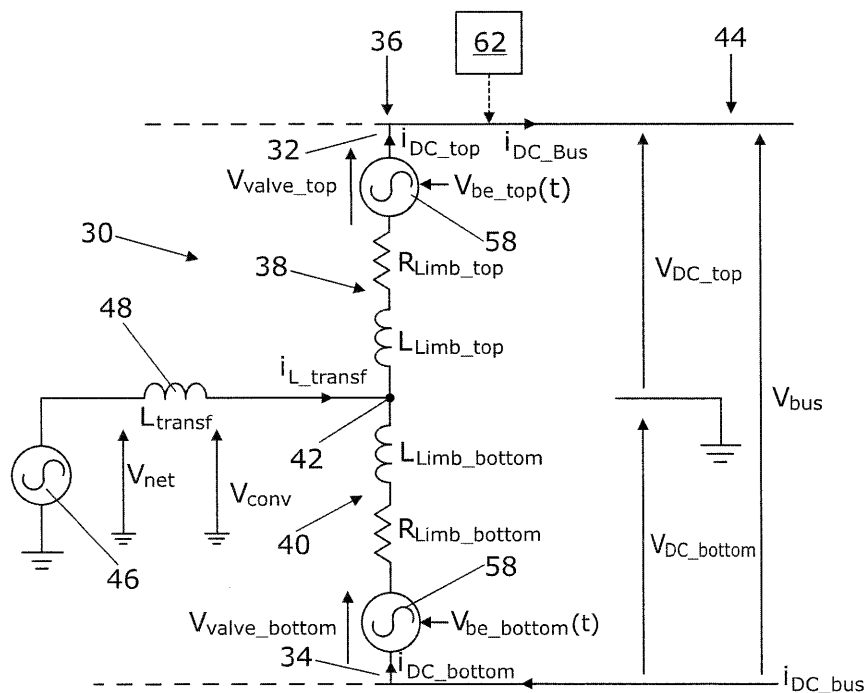 36
62
44
32
i_DC_top
i_DC_Bus
V_valve_top
V_be_top(t)
58
30
38
R_Limb_top
V_DC_top
48
L_Limb_top
i_L_transf
L_transf
V_bus
42
L_Limb_bottom
V_net
V_conv
R_Limb_bottom
40
V_DC_bottom
46
58
V_valve_bottom
V_be_bottom(t)
34
i_DC_bottom
i_DC_bus